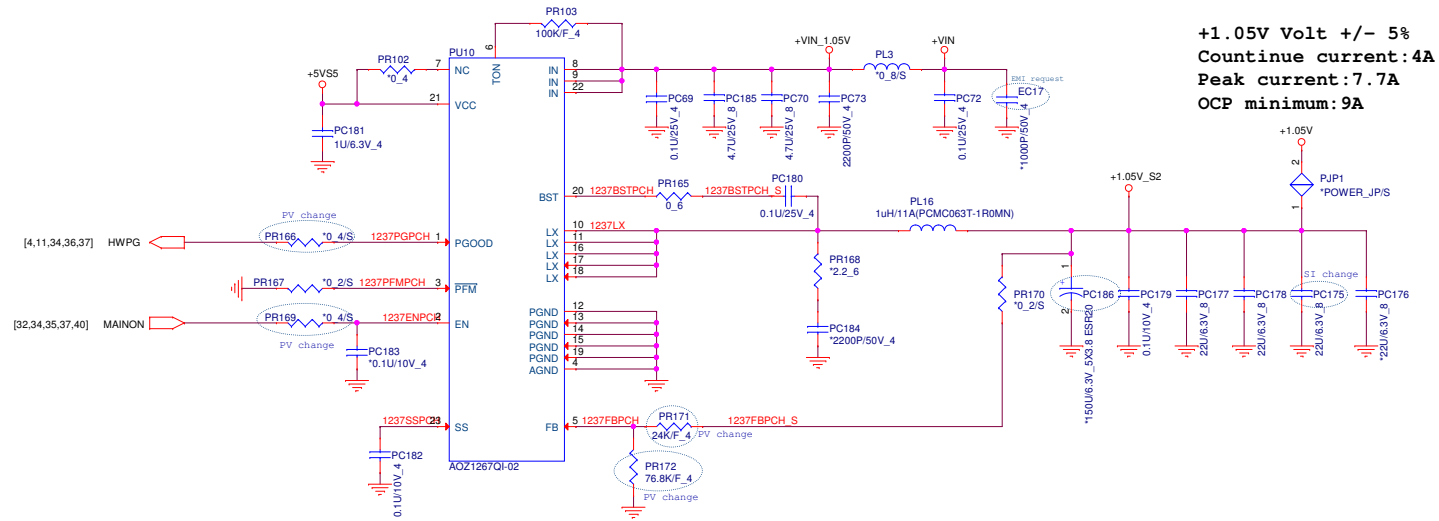 +1.05V Volt +/- 5%
Countinue current:4A
Peak current:7.7A
OCP minimum:9A
PR103
100K/F_4
PU10
6
TON
+5VS5
PR102
*0_4
7
NC
21
VCC
PC181
1U/6.3V_4
IN
8
IN
9
IN
22
+VIN_1.05V
PL3
*0_8/S
+VIN
EMI request
EC17
*1000P/50V_4
PC69
0.1U/25V_4
PC185
4.7U/25V_8
PC70
4.7U/25V_8
PC73
2200P/50V_4
PC72
0.1U/25V_4
+1.05V
2
PJP1
*POWER_JP/S
1
BST
20
1237BSTPCH
PR165
0_6
1237BSTPCH_S
PC180
0.1U/25V_4
+1.05V_S2
PL16
1uH/11A(PCMC063T-1R0MN)
LX
10
1237LX
LX
11
LX
16
LX
17
LX
18
PV change
[4,11,34,36,37]
HWPG
PR166
*0_4/S
1237PGPCH
1
PGOOD
PR167
*0_2/S
1237PFMPCH
3
PFM
[32,34,35,37,40]
MAINON
PR169
*0_4/S
1237ENPCH
2
EN
PV change
PC183
*0.1U/10V_4
PR168
*2.2_6
PC184
*2200P/50V_4
PGND
12
PGND
13
PGND
14
PGND
15
PGND
19
AGND
4
PR170
*0_2/S
1
+
PC186
2
*150U/6.3V_5X3.8 ESR20
PC179
0.1U/10V_4
PC177
22U/6.3V_8
PC178
22U/6.3V_8
SI change
PC175
22U/6.3V_8
PC176
*22U/6.3V_8
1237SSPCH
23
SS
PC182
0.1U/10V_4
FB
5
1237FBPCH
PR171
24K/F_4
PV change
1237FBPCH_S
PR172
76.8K/F_4
PV change
AOZ1267QI-02